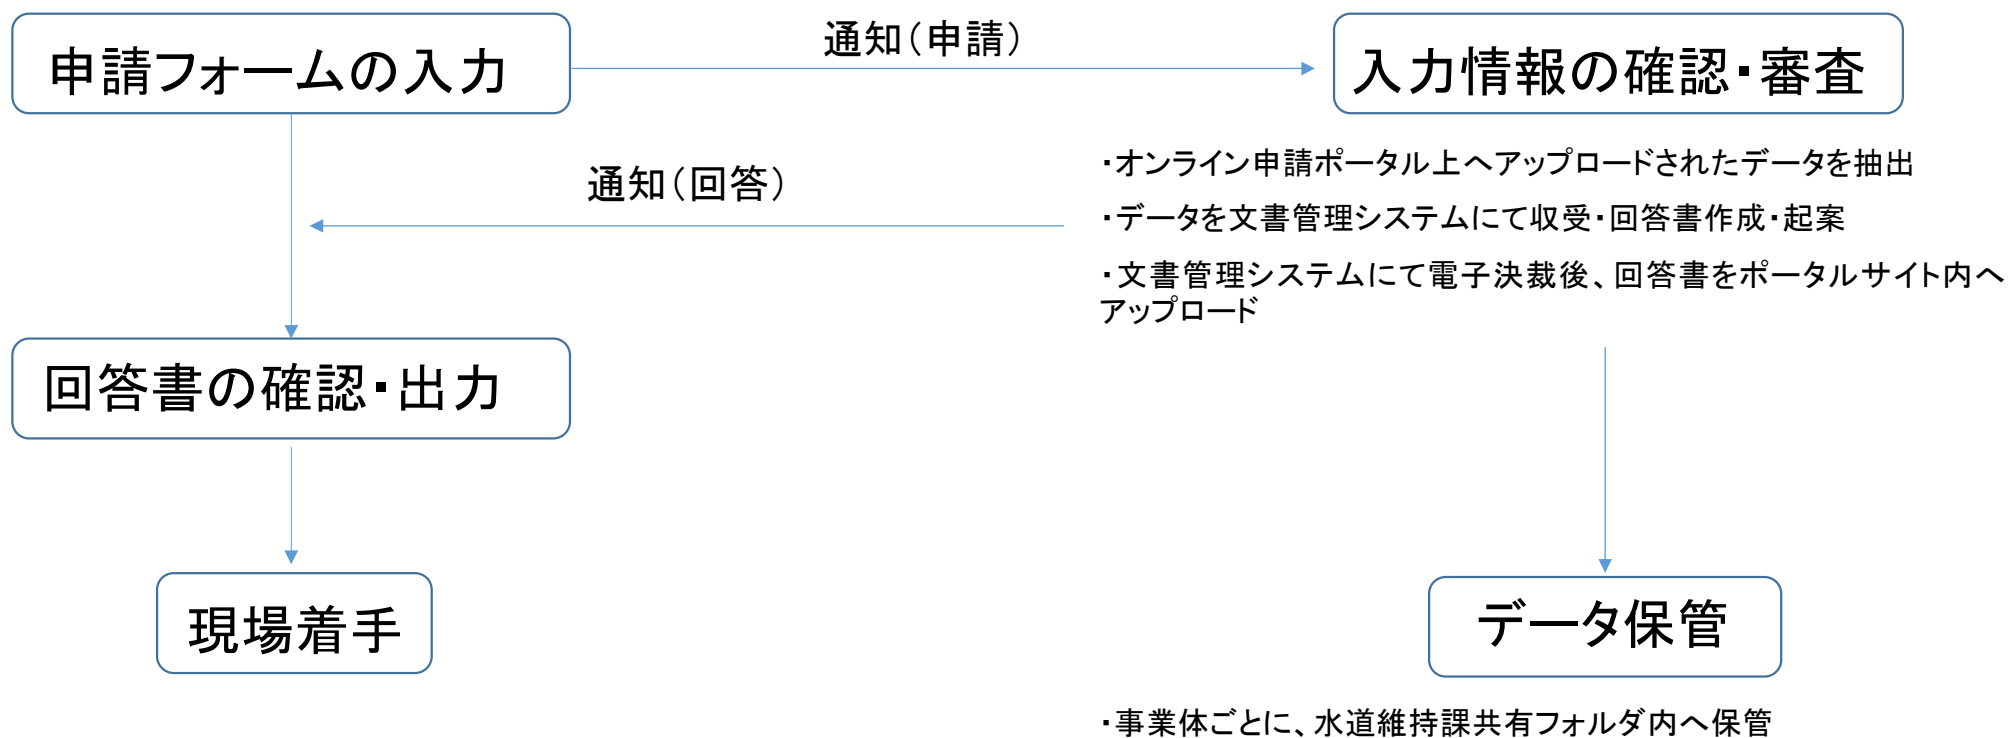 申請フォームの入力
通知（申請）
入力情報の確認・審査
・オンライン申請ポータル上へアップロードされたデータを抽出
通知（回答）
・データを文書管理システムにて収受・回答書作成・起案
・文書管理システムにて電子決裁後、回答書をポータルサイト内へ
アップロード
回答書の確認・出力
現場着手
データ保管
・事業体ごとに、水道維持課共有フォルダ内へ保管